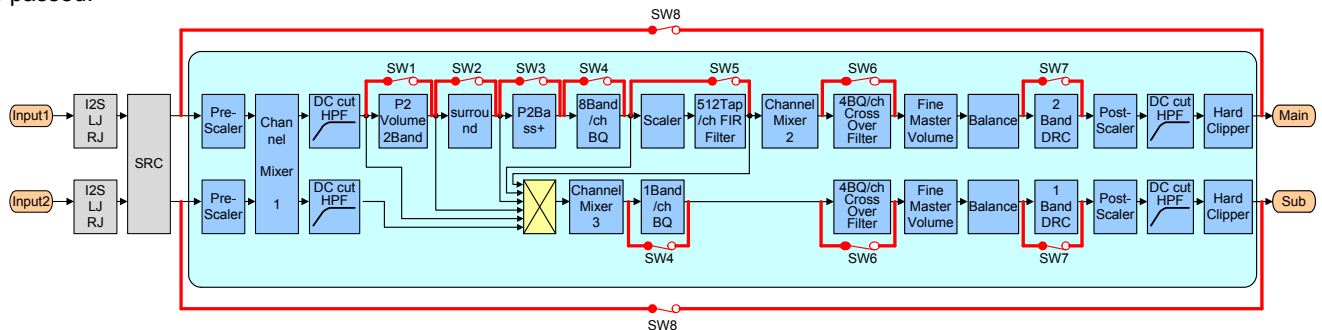 passed.
SW8
SW1
SW2
SW3
SW4
SW5
SW6
SW7
Input1
I2S
LJ
RJ
SRC
Pre-
Scaler
Chan
nel
Mixer
1
DC cut
HPF
P2
Volume
2Band
surrou
nd
P2Ba
ss+
8Band
/ch
BQ
Scaler
512Tap
/ch FIR
Filter
Channel
Mixer
2
4BQ/ch
Cross
Over
Filter
Fine
Master
Volume
Balance
2
Band
DRC
Post-
Scaler
DC cut
HPF
Hard
Clipper
Main
Input2
I2S
LJ
RJ
Pre-
Scaler
DC cut
HPF
Channel
Mixer
3
1Band
/ch
BQ
4BQ/ch
Cross
Over
Filter
Fine
Master
Volume
Balance
1
Band
DRC
Post-
Scaler
DC cut
HPF
Hard
Clipper
Sub
SW4
SW6
SW7
SW8